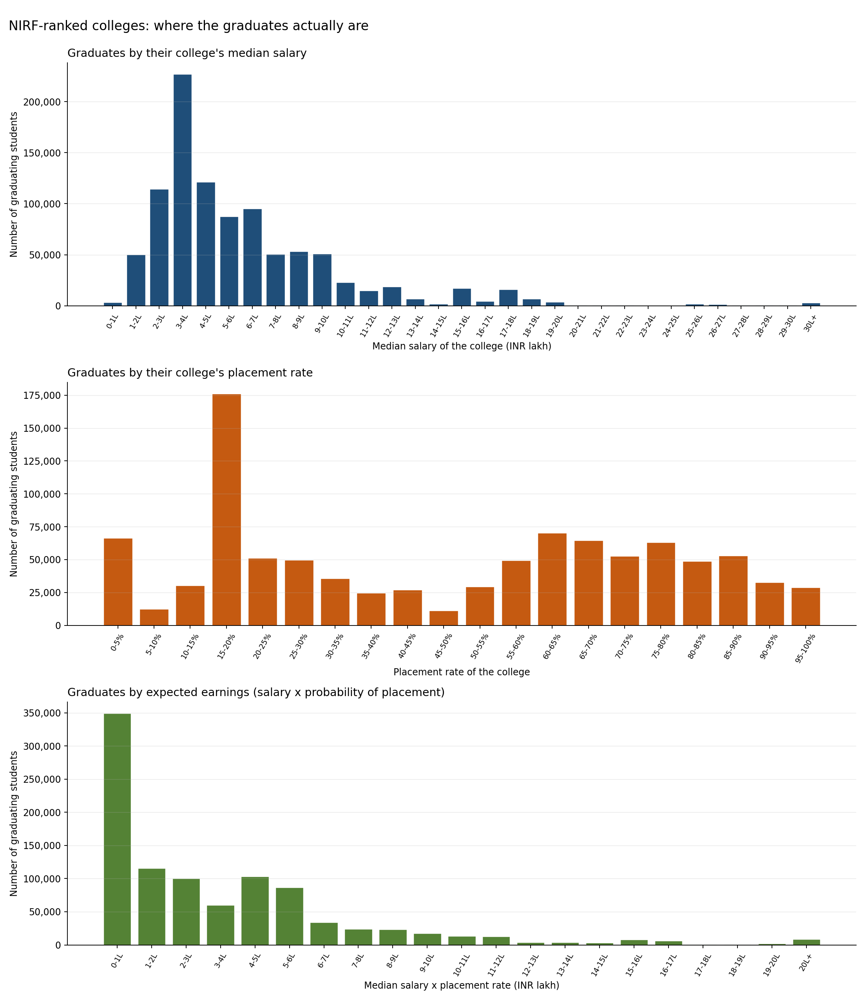 NIRF-ranked colleges: where the graduates actually are
Graduates by their college's median salary
Number of graduating students
200,000
150,000
100,000
50,000
0
0-1L
1-2L
2-3L
3-4L
4-5L
5-6L
6-7L
7-8L
8-9L
9-10L
10-11L
11-12L
12-13L
13-14L
14-15L
15-16L
16-17L
17-18L
18-19L
19-20L
20-21L
21-22L
22-23L
23-24L
24-25L
25-26L
26-27L
27-28L
28-29L
29-30L
30L+
Median salary of the college (INR lakh)
Graduates by their college's placement rate
Number of graduating students
175,000
150,000
125,000
100,000
75,000
50,000
25,000
0
0-5%
5-10%
10-15%
15-20%
20-25%
25-30%
30-35%
35-40%
40-45%
45-50%
50-55%
55-60%
60-65%
65-70%
70-75%
75-80%
80-85%
85-90%
90-95%
95-100%
Placement rate of the college
Graduates by expected earnings (salary x probability of placement)
Number of graduating students
350,000
300,000
250,000
200,000
150,000
100,000
50,000
0
0-1L
1-2L
2-3L
3-4L
4-5L
5-6L
6-7L
7-8L
8-9L
9-10L
10-11L
11-12L
12-13L
13-14L
14-15L
15-16L
16-17L
17-18L
18-19L
19-20L
20L+
Median salary x placement rate (INR lakh)